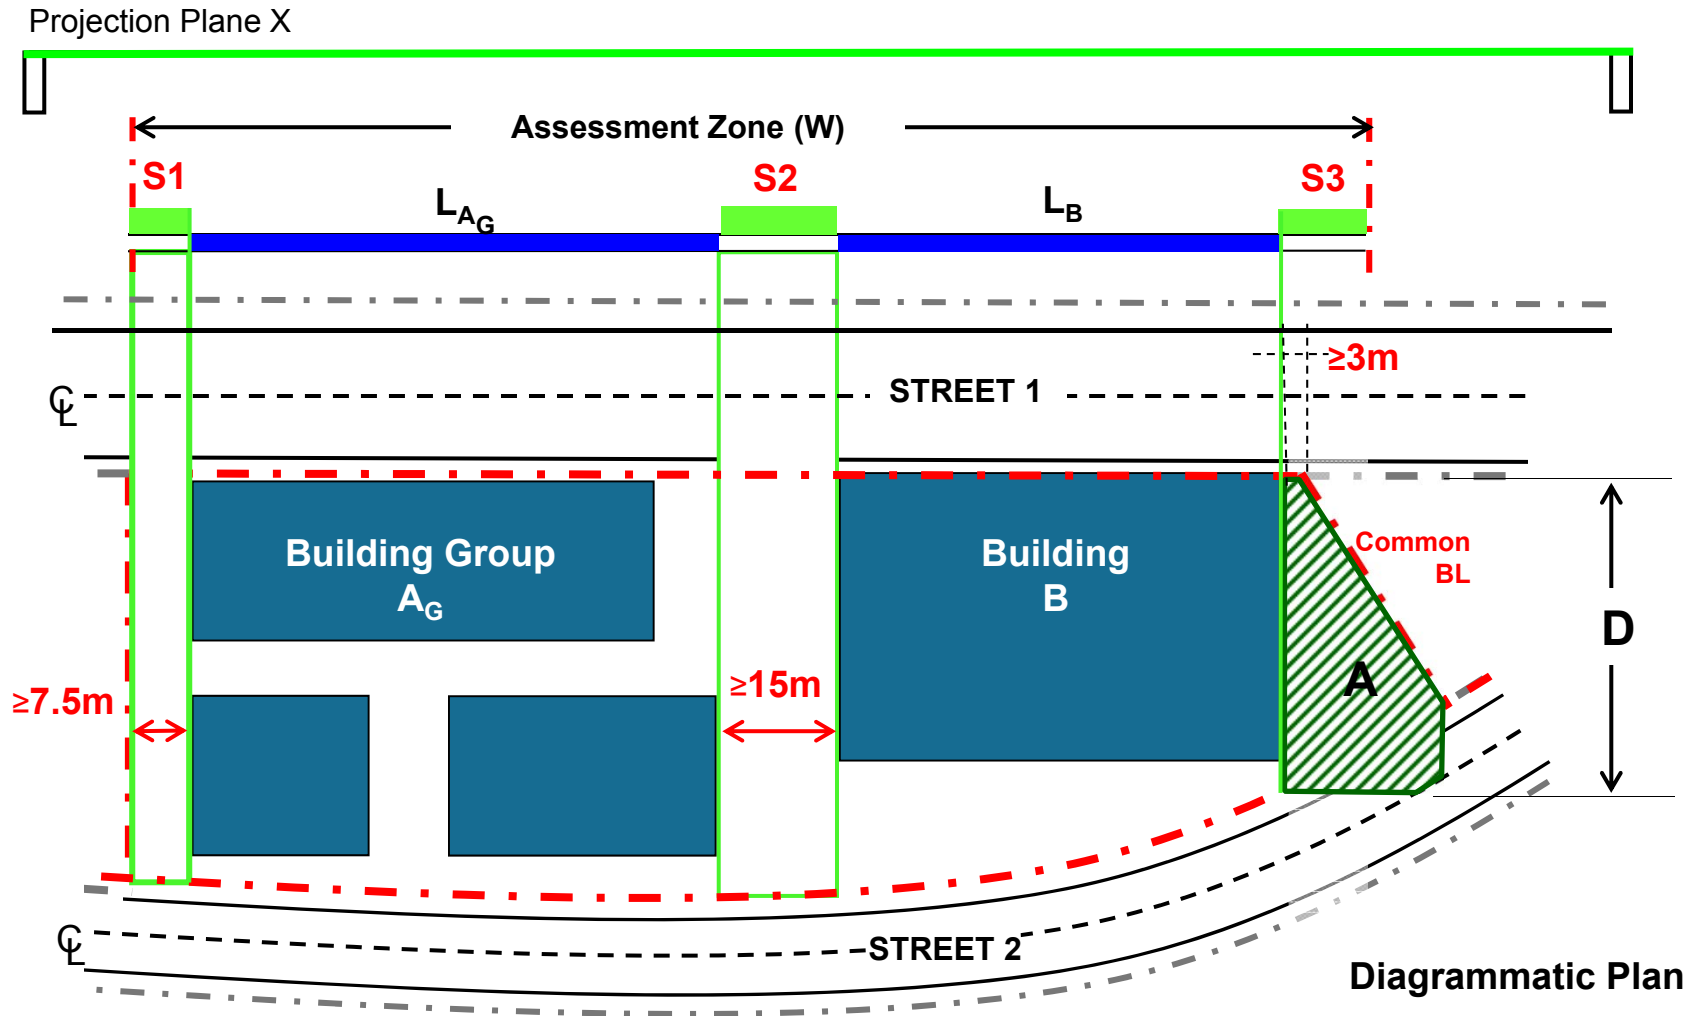 Projection Plane X
Assessment Zone (W)
S1
S2
S3
LAG
LB
≥3m
℄
STREET 1
Building Group
AG
Building
B
Common
BL
D
A
≥7.5m
≥15m
℄
STREET 2
Diagrammatic Plan